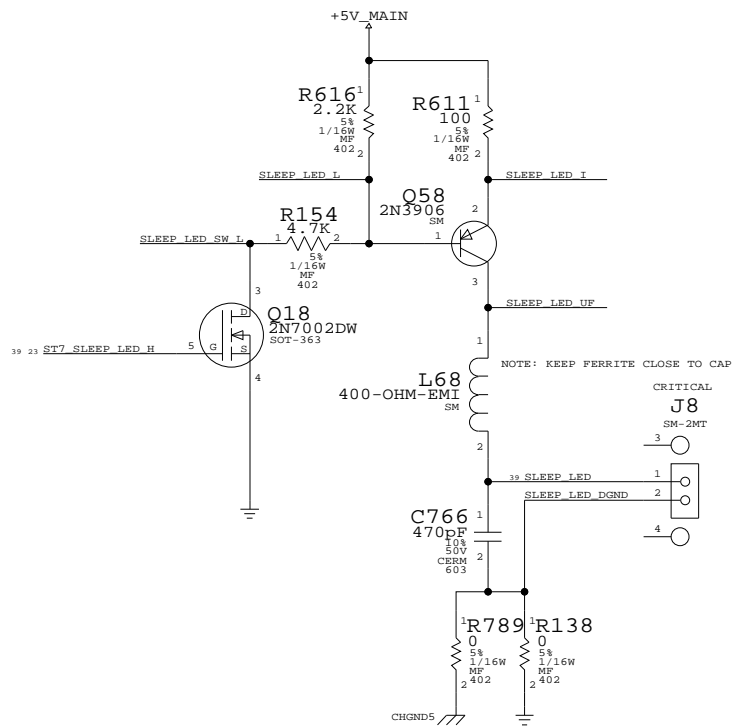 +5V_MAIN
R616
2.2K
5%
1/16W
MF
402
1
2
R611
100
5%
1/16W
MF
402
1
2
SLEEP_LED_L
SLEEP_LED_I
Q58
2N3906
SM
2
1
3
R154
4.7K
5%
1/16W
MF
402
1
2
SLEEP_LED_SW_L
3
Q18
2N7002DW
SOT-363
D
G
S
5
4
39 23 ST7_SLEEP_LED_H
SLEEP_LED_UF
1
L68
400-OHM-EMI
SM
2
NOTE: KEEP FERRITE CLOSE TO CAP
CRITICAL
J8
SM-2MT
3
1
2
4
39 SLEEP_LED
SLEEP_LED_DGND
C766
470pF
10%
50V
CERM
603
1
2
R789
0
5%
1/16W
MF
402
1
2
R138
0
5%
1/16W
MF
402
1
2
CHGND5